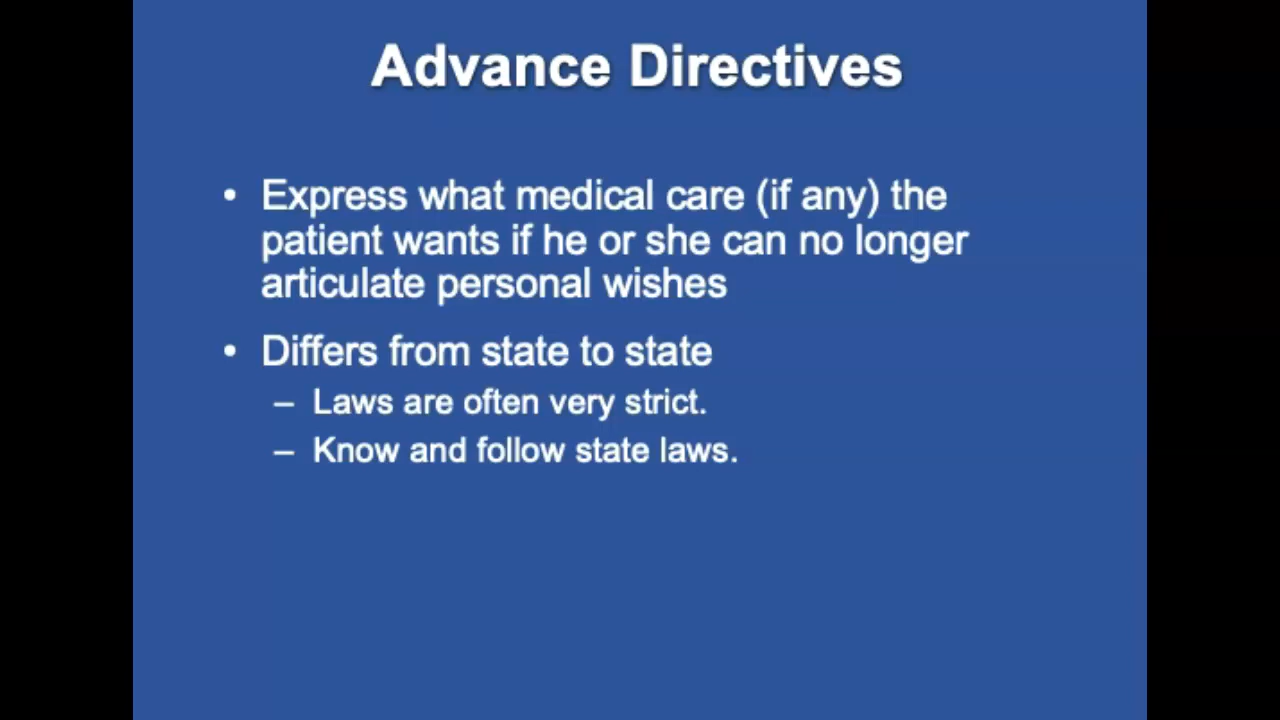 Advance Directives
• Express what medical care (if any) the
patient wants if he or she can no longer
articulate personal wishes
• Differs from state to state
– Laws are often very strict.
– Know and follow state laws.